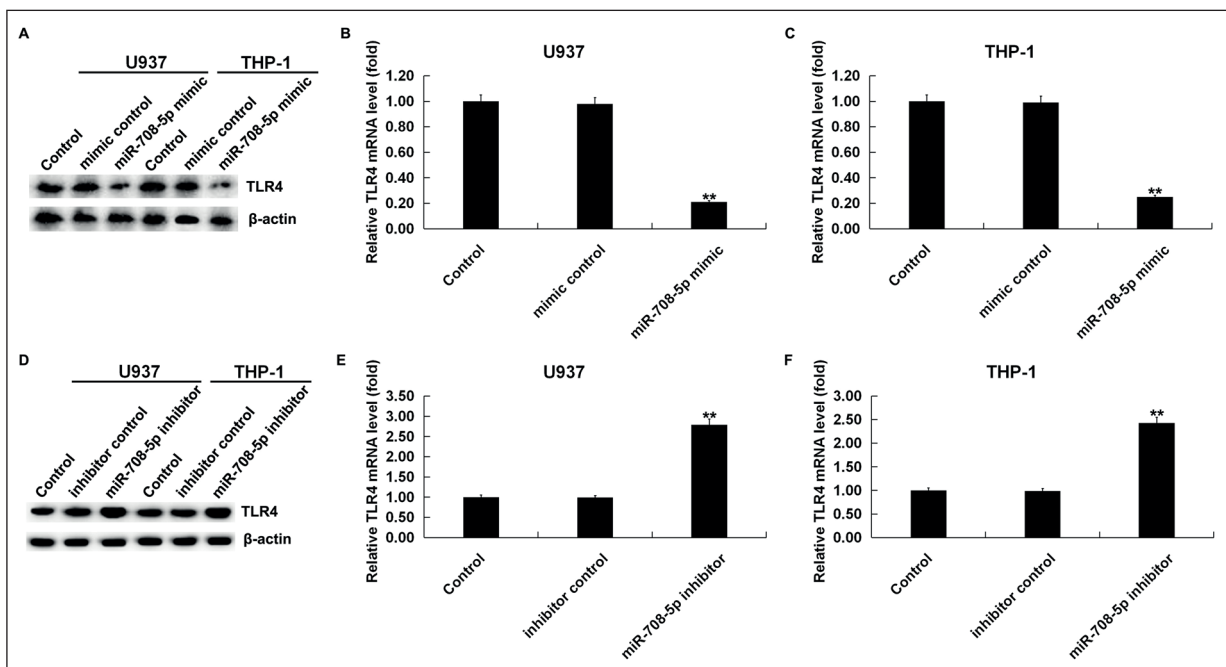 A
U937
THP-1
Control
mimic control
miR-708-5p mimic
Control
mimic control
miR-708-5p mimic
TLR4
β-actin
B
U937
Relative TLR4 mRNA level (fold)
1.20
1.00
0.80
0.60
0.40
0.20
0.00
**
Control
mimic control
miR-708-5p mimic
C
THP-1
Relative TLR4 mRNA level (fold)
1.20
1.00
0.80
0.60
0.40
0.20
0.00
**
Control
mimic control
miR-708-5p mimic
D
U937
THP-1
Control
inhibitor control
miR-708-5p inhibitor
Control
inhibitor control
miR-708-5p inhibitor
TLR4
β-actin
E
U937
Relative TLR4 mRNA level (fold)
3.50
3.00
2.50
2.00
1.50
1.00
0.50
0.00
**
Control
inhibitor control
miR-708-5p inhibitor
F
THP-1
Relative TLR4 mRNA level (fold)
3.00
2.50
2.00
1.50
1.00
0.50
0.00
**
Control
inhibitor control
miR-708-5p inhibitor